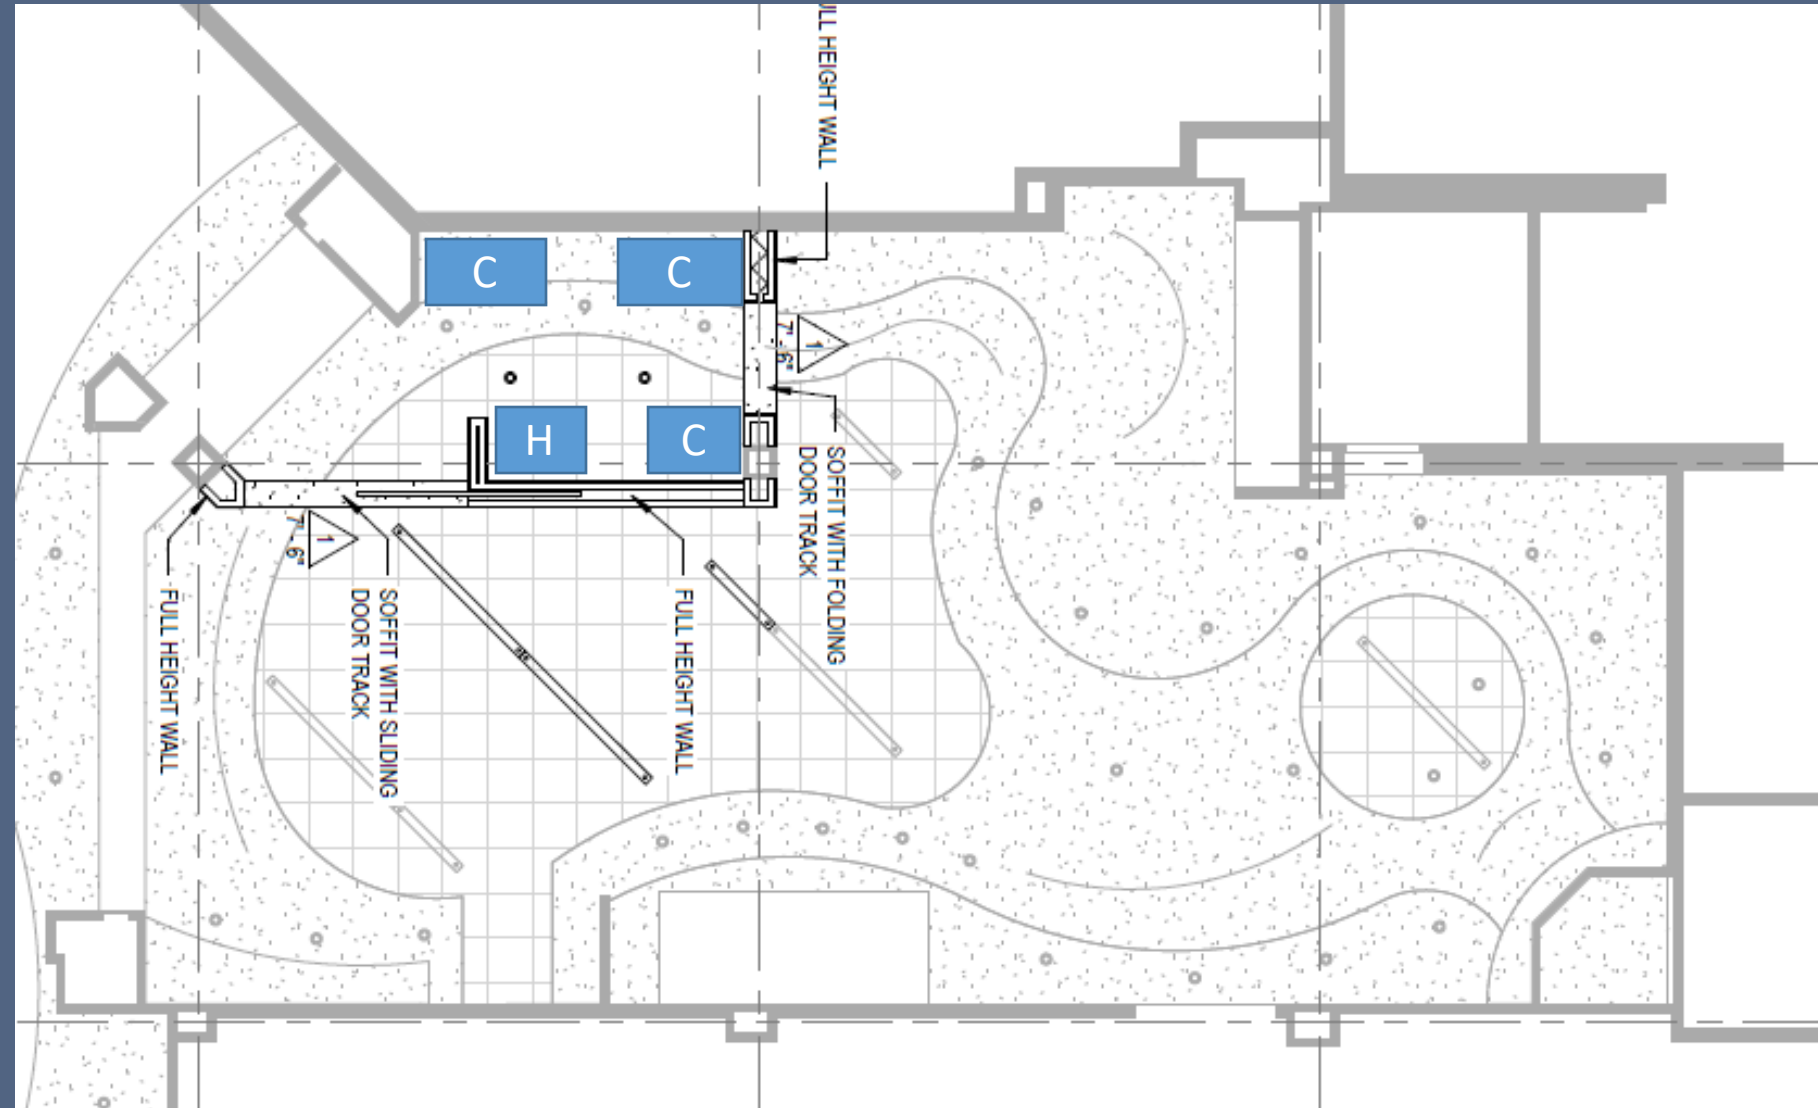 ULL HEIGHT WALL
C
C
1
7'-6"
H
C
SOFFIT WITH FOLDING
DOOR TRACK
1
7'-6"
FULL HEIGHT WALL
SOFFIT WITH SLIDING
DOOR TRACK
FULL HEIGHT WALL